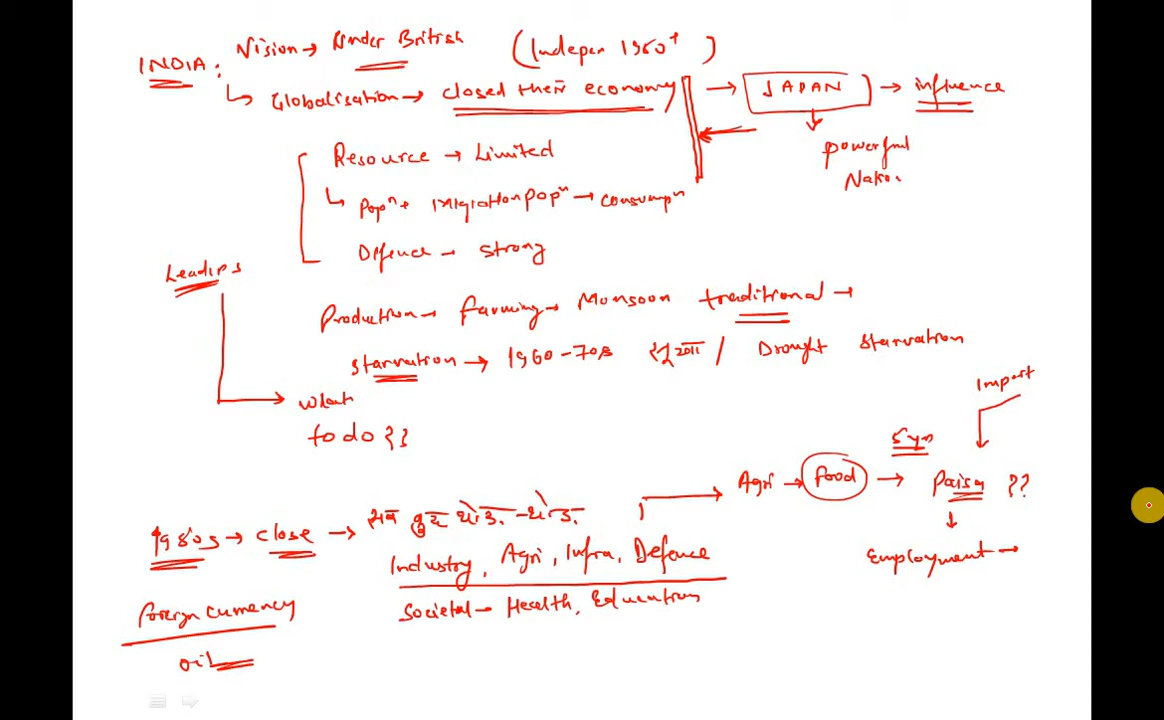 INDIA: Vision → Under British (Indepen 1950+)
↳ Globalisation → closed their economy → JAPAN → influence
powerful
Resource → Limited
↳ Popn + Migration popn → consumpn
Defence → strong
Leaders
Production → Farming → Monsoon traditional →
starvation → 1960-70s / Drought starvation
what
to do ??
Import
5yr
Agri → Food → Paisa ??
1980s → close →
Industry, Agri, Infra, Defence
Employment →
Societal → Health, Education
foreign currency
oil